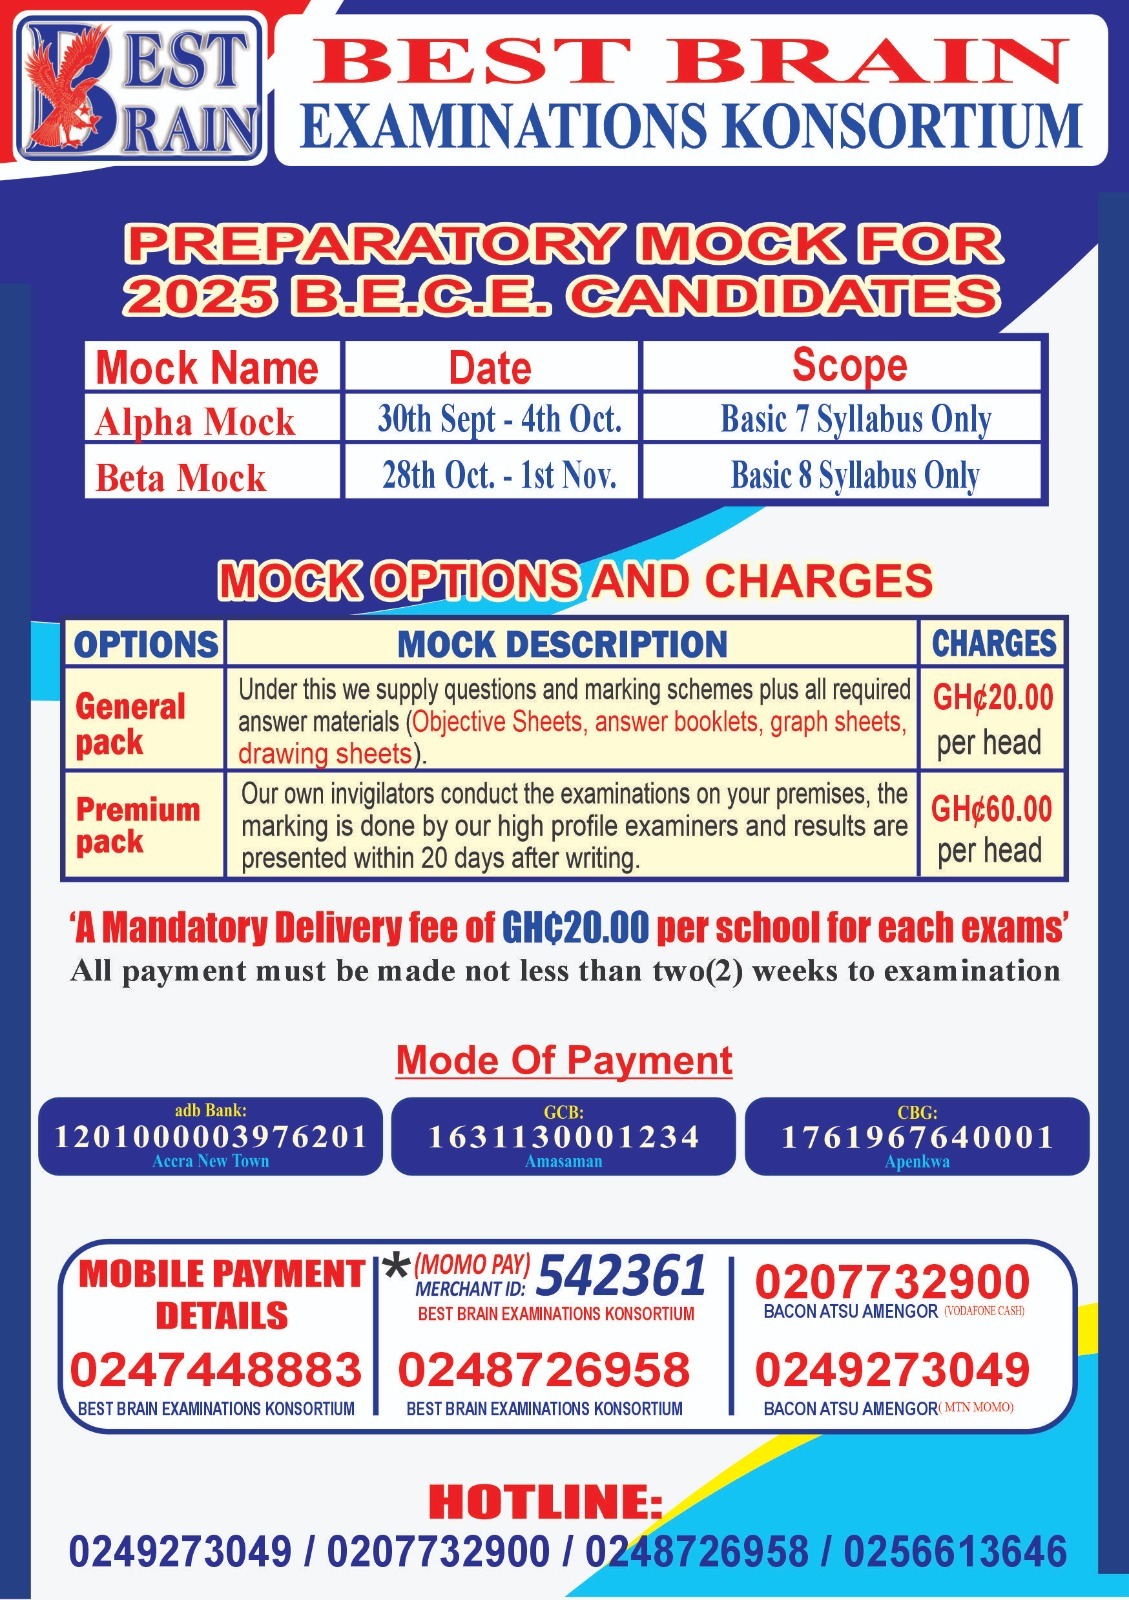 BEST
BRAIN
BEST BRAIN
EXAMINATIONS KONSORTIUM
PREPARATORY MOCK FOR
2025 B.E.C.E. CANDIDATES
Mock Name Date Scope
Alpha Mock 30th Sept - 4th Oct. Basic 7 Syllabus Only
Beta Mock 28th Oct. - 1st Nov. Basic 8 Syllabus Only
MOCK OPTIONS AND CHARGES
OPTIONS MOCK DESCRIPTION CHARGES
General
pack
Under this we supply questions and marking schemes plus all required
answer materials (Objective Sheets, answer booklets, graph sheets,
drawing sheets).
GH¢20.00
per head
Premium
pack
Our own invigilators conduct the examinations on your premises, the
marking is done by our high profile examiners and results are
presented within 20 days after writing.
GH¢60.00
per head
‘A Mandatory Delivery fee of GH₵20.00 per school for each exams’
All payment must be made not less than two(2) weeks to examination
Mode Of Payment
adb Bank:
1201000003976201
Accra New Town
GCB:
1631130001234
Amasaman
CBG:
1761967640001
Apenkwa
MOBILE PAYMENT
DETAILS
0247448883
BEST BRAIN EXAMINATIONS KONSORTIUM
*(MOMO PAY)
MERCHANT ID: 542361
BEST BRAIN EXAMINATIONS KONSORTIUM
0248726958
BEST BRAIN EXAMINATIONS KONSORTIUM
0207732900
BACON ATSU AMENGOR (VODAFONE CASH)
0249273049
BACON ATSU AMENGOR( MTN MOMO)
HOTLINE:
0249273049 / 0207732900 / 0248726958 / 0256613646